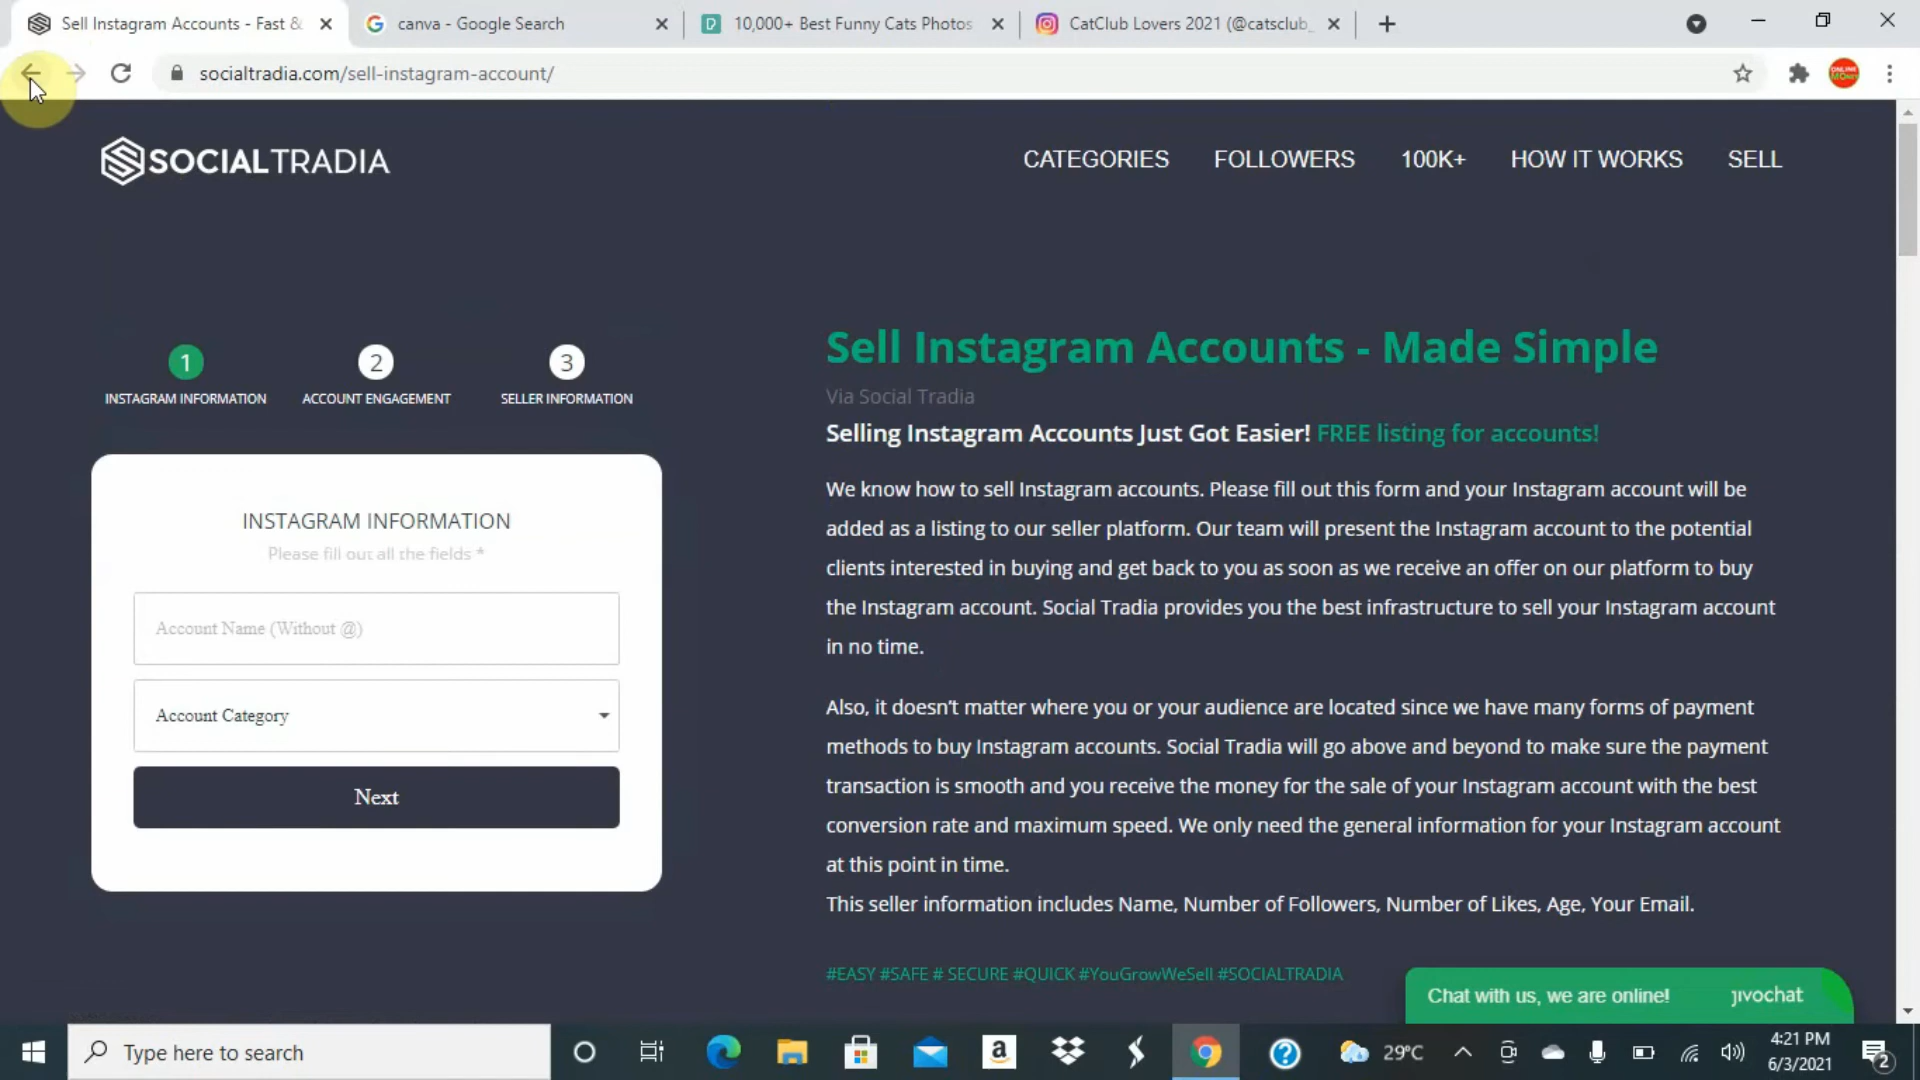 Sell Instagram Accounts - Fast &
canva - Google Search
10,000+ Best Funny Cats Photos
CatClub Lovers 2021 (@catsclub_
socialtradia.com/sell-instagram-account/
ONLINE MONEY
SOCIALTRADIA
CATEGORIES
FOLLOWERS
100K+
HOW IT WORKS
SELL
1
2
3
INSTAGRAM INFORMATION
ACCOUNT ENGAGEMENT
SELLER INFORMATION
INSTAGRAM INFORMATION
Please fill out all the fields *
Account Name (Without @)
Account Category
Next
Sell Instagram Accounts - Made Simple
Via Social Tradia
Selling Instagram Accounts Just Got Easier! FREE listing for accounts!
We know how to sell Instagram accounts. Please fill out this form and your Instagram account will be
added as a listing to our seller platform. Our team will present the Instagram account to the potential
clients interested in buying and get back to you as soon as we receive an offer on our platform to buy
the Instagram account. Social Tradia provides you the best infrastructure to sell your Instagram account
in no time.
Also, it doesn't matter where you or your audience are located since we have many forms of payment
methods to buy Instagram accounts. Social Tradia will go above and beyond to make sure the payment
transaction is smooth and you receive the money for the sale of your Instagram account with the best
conversion rate and maximum speed. We only need the general information for your Instagram account
at this point in time.
This seller information includes Name, Number of Followers, Number of Likes, Age, Your Email.
#EASY #SAFE # SECURE #QUICK #YouGrowWeSell #SOCIALTRADIA
Chat with us, we are online!
jivochat
Type here to search
29°C
4:21 PM
6/3/2021
2